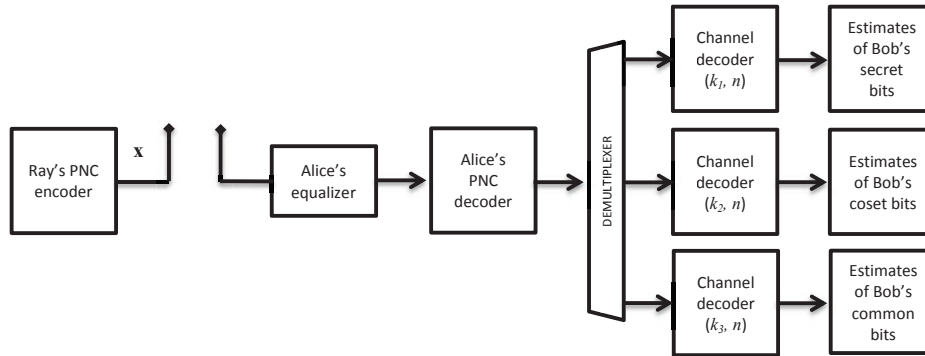 Ray's PNC
encoder
x
Alice's
equalizer
Alice's
PNC
decoder
DEMULTIPLEXER
Channel
decoder
(k1, n)
Estimates
of Bob's
secret
bits
Channel
decoder
(k2, n)
Estimates
of Bob's
coset bits
Channel
decoder
(k3, n)
Estimates
of Bob's
common
bits